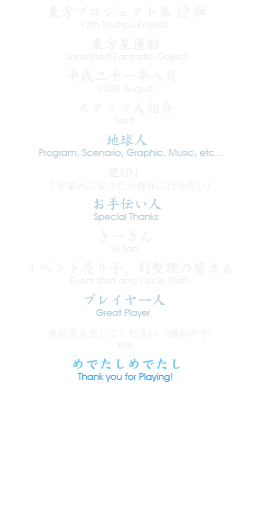 東方プロジェクト第12弾
12th Touhou Project
東方星蓮船
Undefined Fantastic Object
平成二十一年八月
2009 August
スタッフ人紹介
Staff
地球人
Program, Scenario, Graphic, Music, etc...
ZUN
(宇宙人に会ったら呑みに行きたい)
お手伝い人
Special Thanks
きーさん
Ki-San
イベント売り子、列整理の皆さん
Event Staff and Circle Staff
プレイヤー人
Great Player
名前を入力してください(頭の中で)
You
めでたしめでたし
Thank you for Playing!